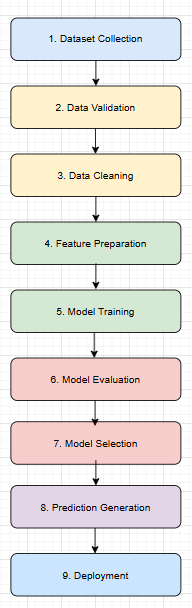 1. Dataset Collection
2. Data Validation
3. Data Cleaning
4. Feature Preparation
5. Model Training
6. Model Evaluation
7. Model Selection
8. Prediction Generation
9. Deployment